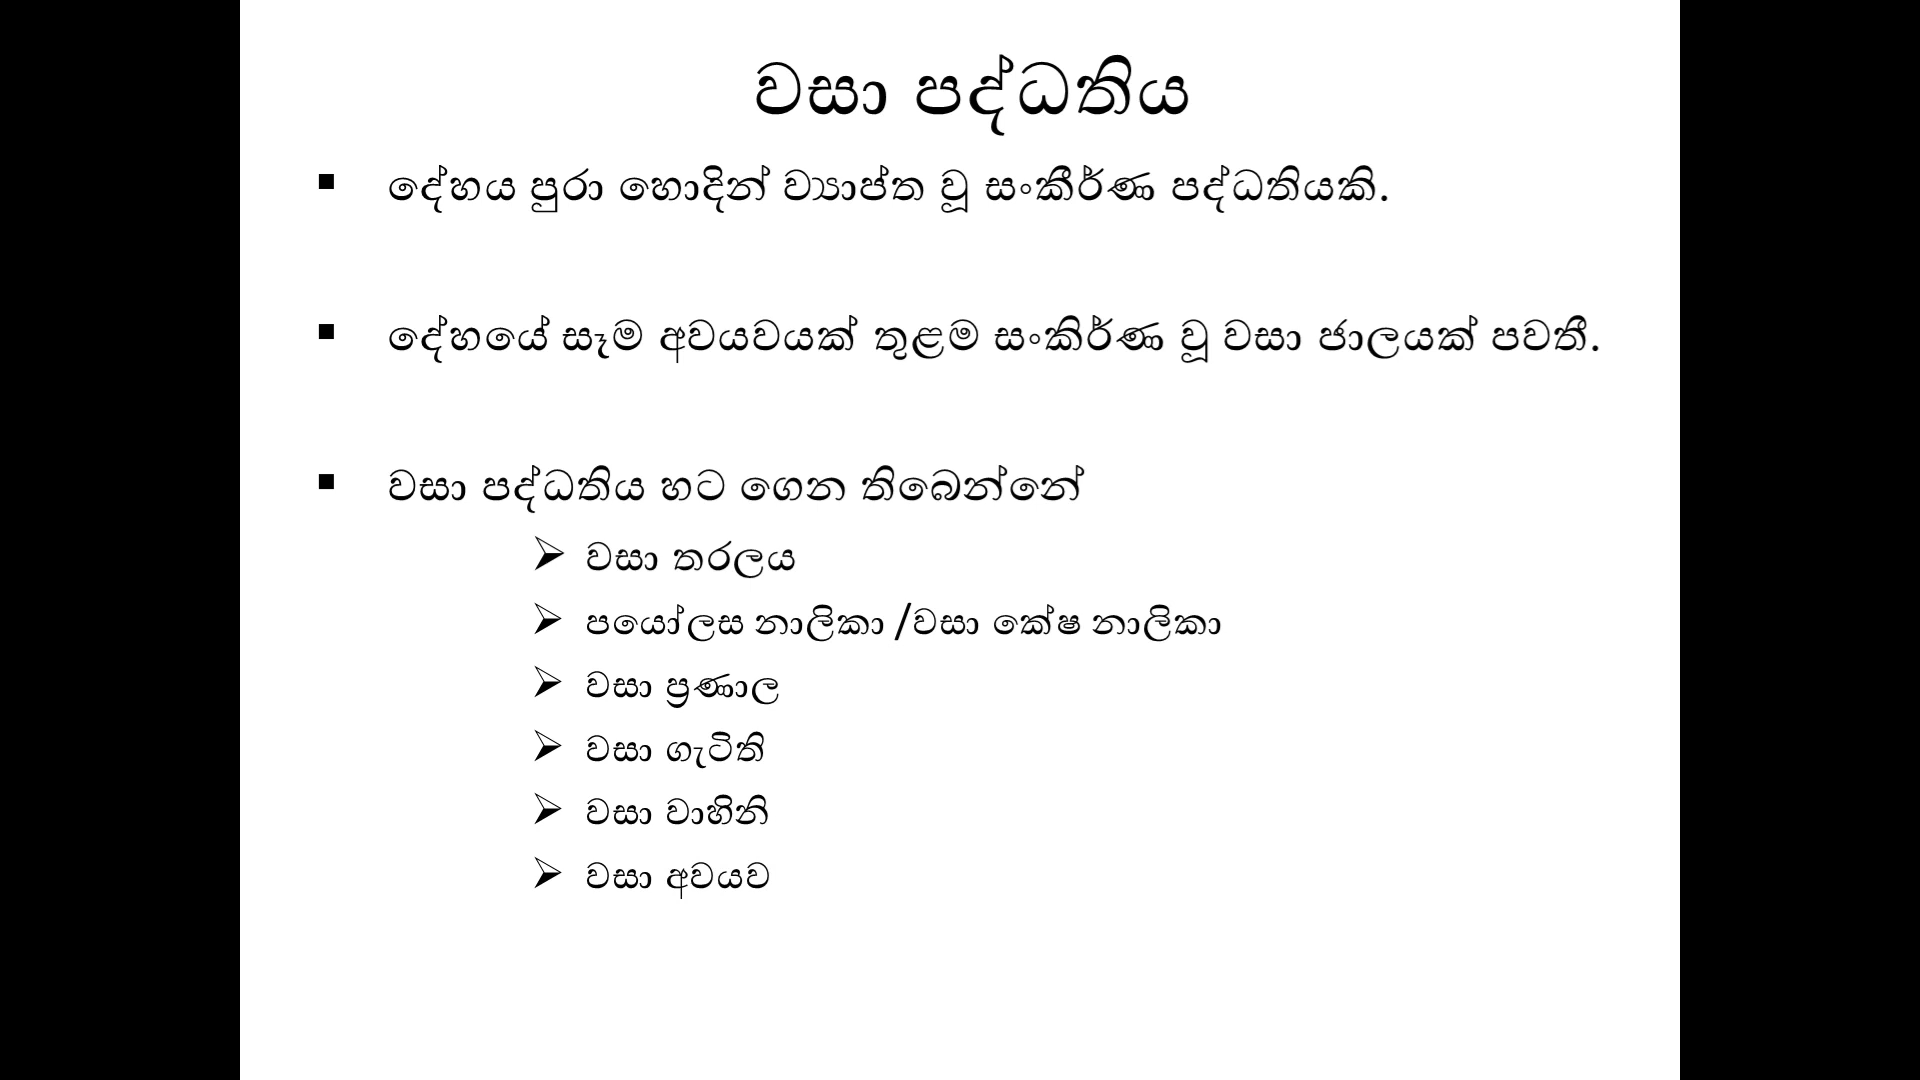 වසා පද්ධතිය
▪ දේහය පුරා හොදින් ව්‍යාප්ත වූ සංකීර්ණ පද්ධතියකි.
▪ දේහයේ සෑම අවයවයක් තුළම සංකිර්ණ වූ වසා ජාලයක් පවතී.
▪ වසා පද්ධතිය හට ගෙන තිබෙන්නේ
➢ වසා තරලය
➢ පයෝලස නාලිකා /වසා කේෂ නාලිකා
➢ වසා ප්‍රණාල
➢ වසා ගැටිති
➢ වසා වාහිනි
➢ වසා අවයව